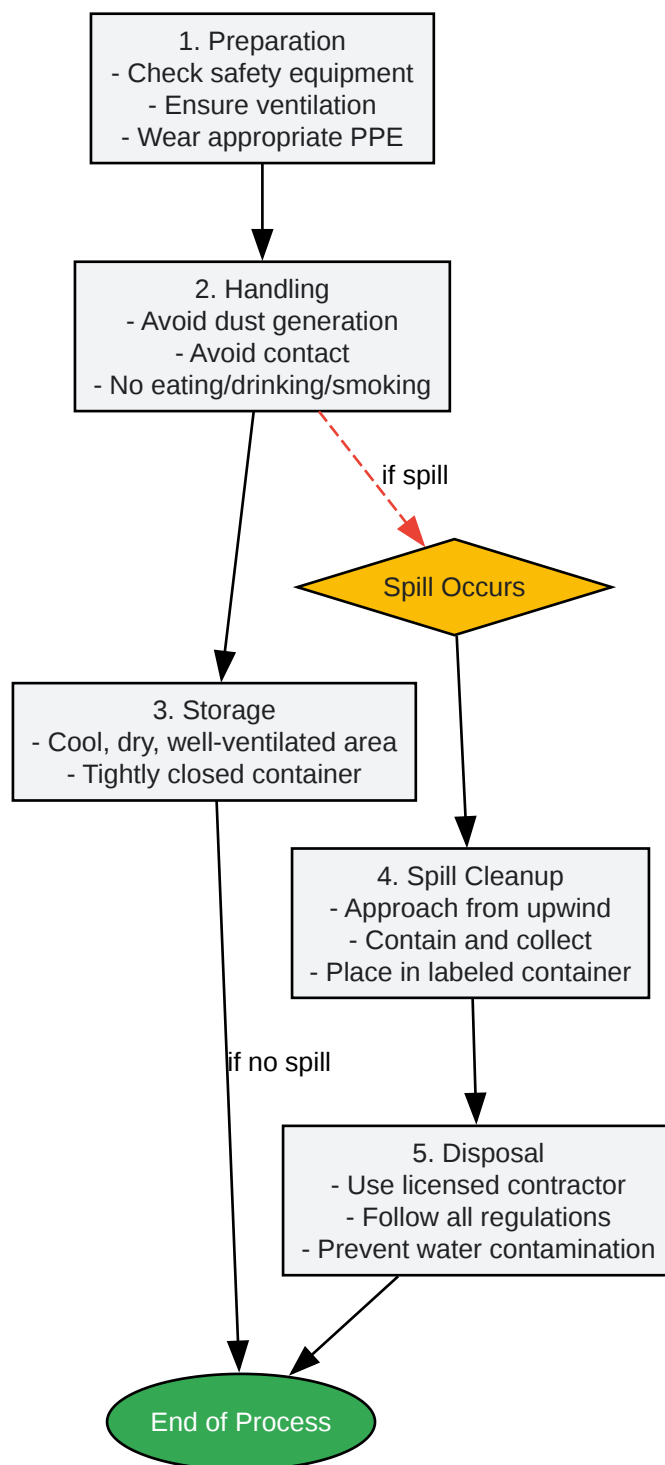 1. Preparation
- Check safety equipment
- Ensure ventilation
- Wear appropriate PPE
2. Handling
- Avoid dust generation
- Avoid contact
- No eating/drinking/smoking
if spill
Spill Occurs
3. Storage
- Cool, dry, well-ventilated area
- Tightly closed container
4. Spill Cleanup
- Approach from upwind
- Contain and collect
- Place in labeled container
if no spill
5. Disposal
- Use licensed contractor
- Follow all regulations
- Prevent water contamination
End of Process